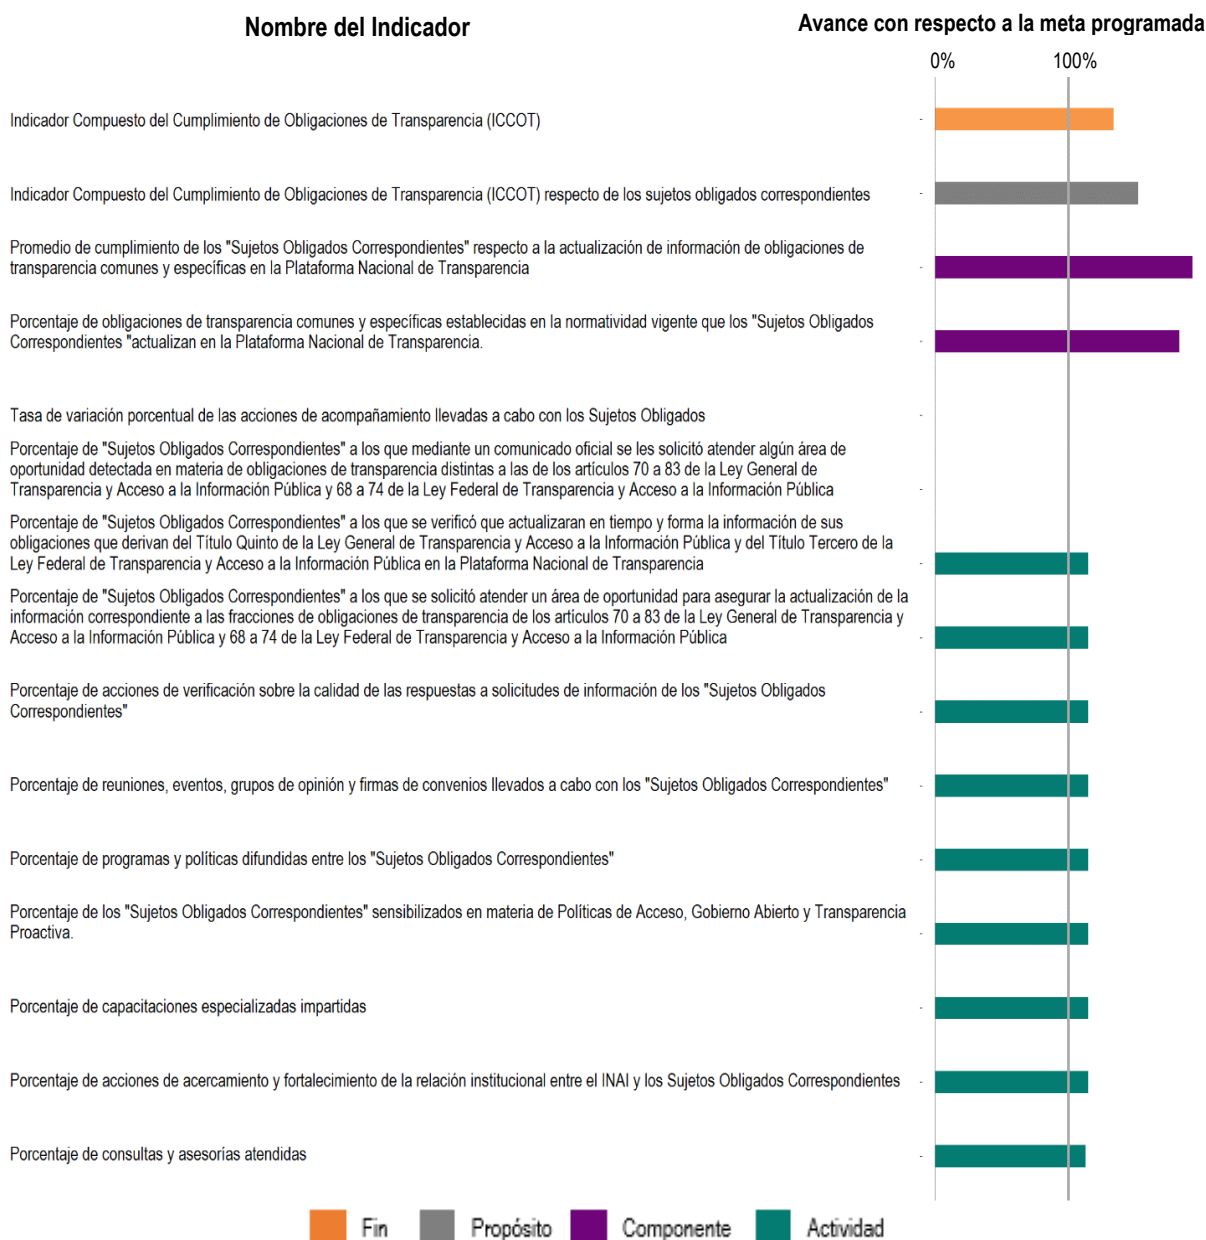 Nombre del Indicador
Avance con respecto a la meta programada
0%
100%
Indicador Compuesto del Cumplimiento de Obligaciones de Transparencia (ICCOT)
Indicador Compuesto del Cumplimiento de Obligaciones de Transparencia (ICCOT) respecto de los sujetos obligados correspondientes
Promedio de cumplimiento de los "Sujetos Obligados Correspondientes" respecto a la actualización de información de obligaciones de
transparencia comunes y específicas en la Plataforma Nacional de Transparencia
Porcentaje de obligaciones de transparencia comunes y específicas establecidas en la normatividad vigente que los "Sujetos Obligados
Correspondientes "actualizan en la Plataforma Nacional de Transparencia.
Tasa de variación porcentual de las acciones de acompañamiento llevadas a cabo con los Sujetos Obligados
Porcentaje de "Sujetos Obligados Correspondientes" a los que mediante un comunicado oficial se les solicitó atender algún área de
oportunidad detectada en materia de obligaciones de transparencia distintas a las de los artículos 70 a 83 de la Ley General de
Transparencia y Acceso a la Información Pública y 68 a 74 de la Ley Federal de Transparencia y Acceso a la Información Pública
Porcentaje de "Sujetos Obligados Correspondientes" a los que se verificó que actualizaran en tiempo y forma la información de sus
obligaciones que derivan del Título Quinto de la Ley General de Transparencia y Acceso a la Información Pública y del Título Tercero de la
Ley Federal de Transparencia y Acceso a la Información Pública en la Plataforma Nacional de Transparencia
Porcentaje de "Sujetos Obligados Correspondientes" a los que se solicitó atender un área de oportunidad para asegurar la actualización de la
información correspondiente a las fracciones de obligaciones de transparencia de los artículos 70 a 83 de la Ley General de Transparencia y
Acceso a la Información Pública y 68 a 74 de la Ley Federal de Transparencia y Acceso a la Información Pública
Porcentaje de acciones de verificación sobre la calidad de las respuestas a solicitudes de información de los "Sujetos Obligados
Correspondientes"
Porcentaje de reuniones, eventos, grupos de opinión y firmas de convenios llevados a cabo con los "Sujetos Obligados Correspondientes"
Porcentaje de programas y políticas difundidas entre los "Sujetos Obligados Correspondientes"
Porcentaje de los "Sujetos Obligados Correspondientes" sensibilizados en materia de Políticas de Acceso, Gobierno Abierto y Transparencia
Proactiva.
Porcentaje de capacitaciones especializadas impartidas
Porcentaje de acciones de acercamiento y fortalecimiento de la relación institucional entre el INAI y los Sujetos Obligados Correspondientes
Porcentaje de consultas y asesorías atendidas
Fin
Propósito
Componente
Actividad